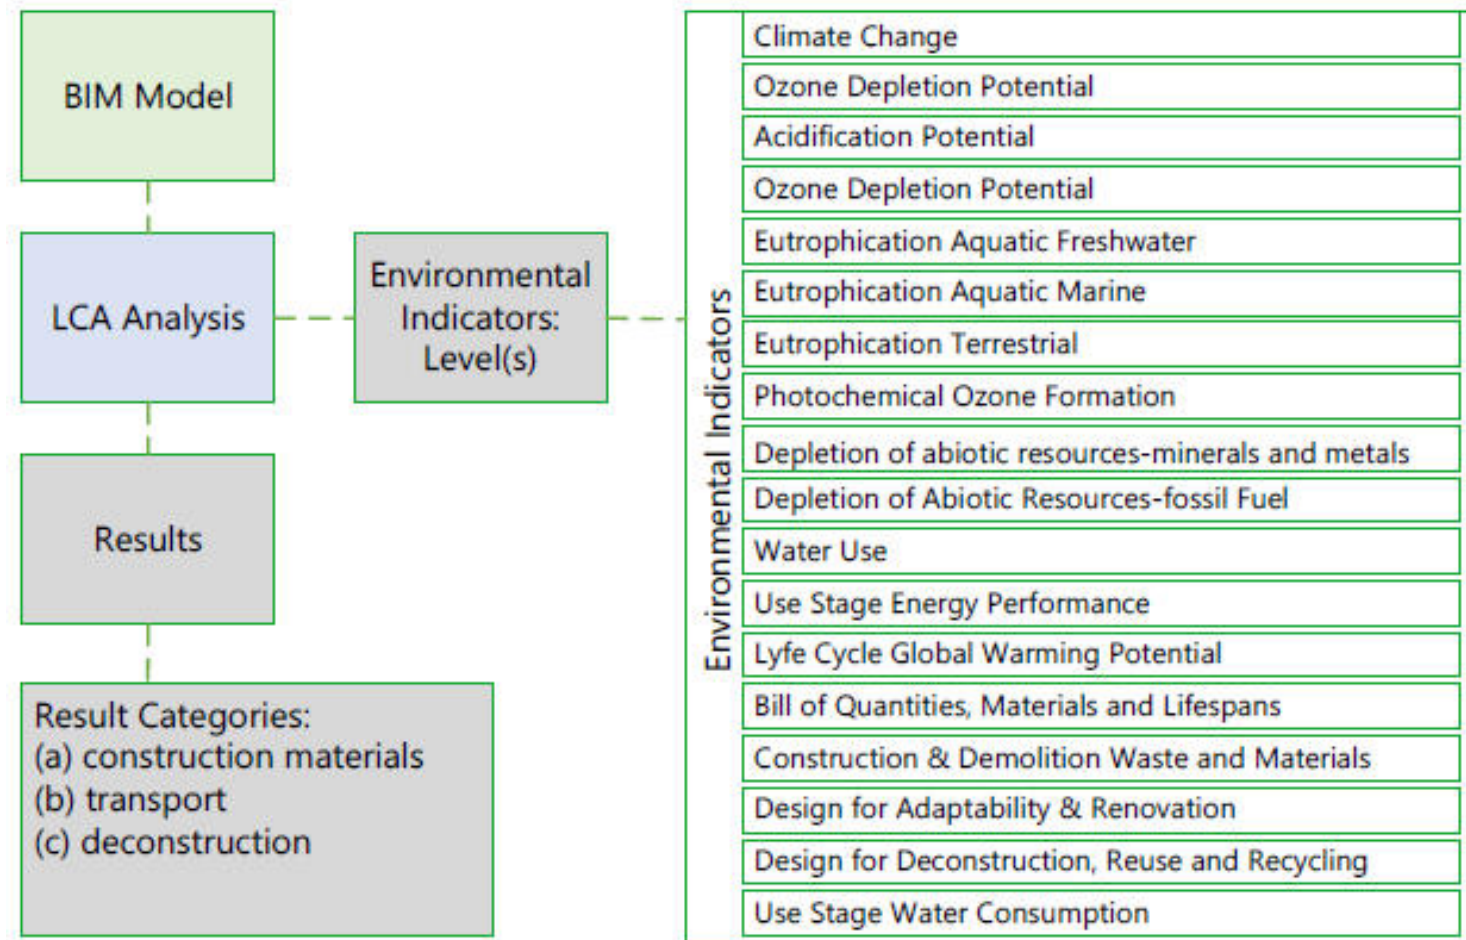 BIM Model
LCA Analysis
Environmental
Indicators:
Level(s)
Results
Result Categories:
(a) construction materials
(b) transport
(c) deconstruction
Environmental Indicators
Climate Change
Ozone Depletion Potential
Acidification Potential
Ozone Depletion Potential
Eutrophication Aquatic Freshwater
Eutrophication Aquatic Marine
Eutrophication Terrestrial
Photochemical Ozone Formation
Depletion of abiotic resources-minerals and metals
Depletion of Abiotic Resources-fossil Fuel
Water Use
Use Stage Energy Performance
Lyfe Cycle Global Warming Potential
Bill of Quantities, Materials and Lifespans
Construction & Demolition Waste and Materials
Design for Adaptability & Renovation
Design for Deconstruction, Reuse and Recycling
Use Stage Water Consumption